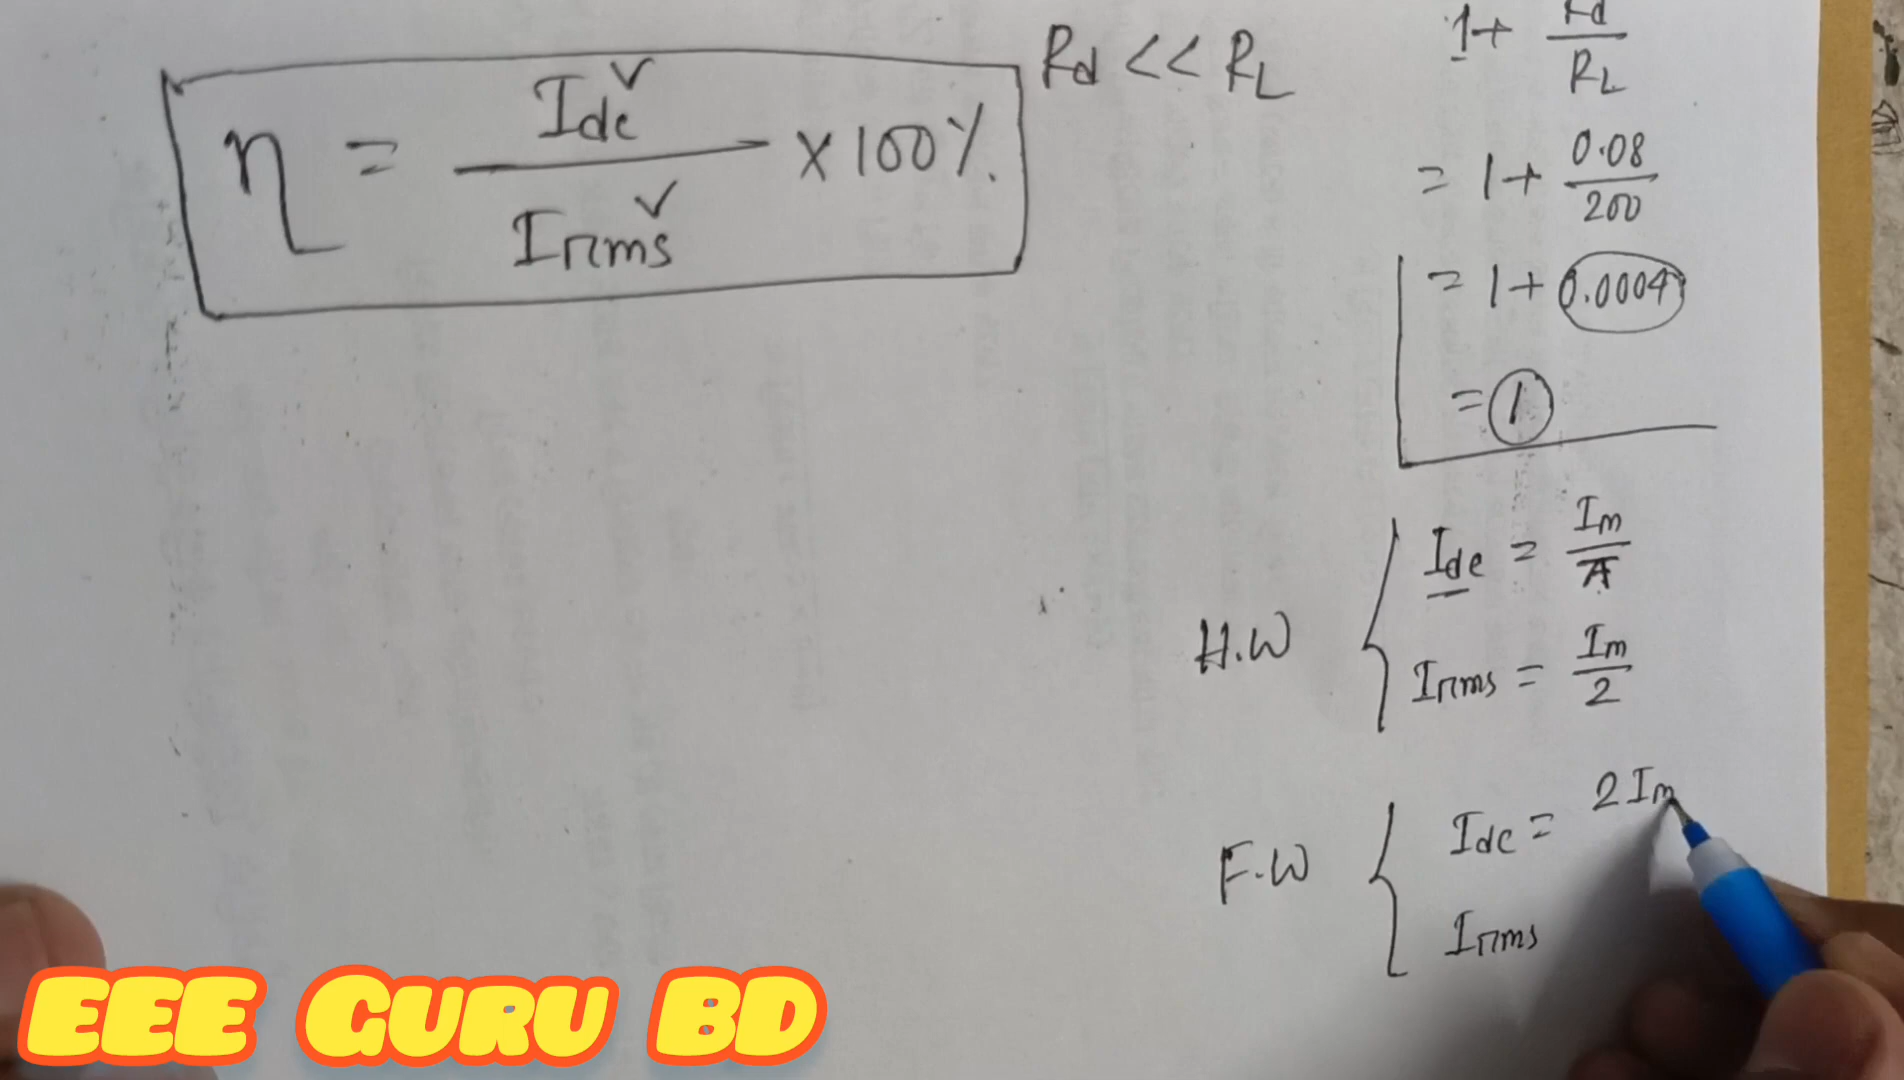 η = Idc / Irms × 100%.
Rd << RL
1 + Rd / RL
= 1 + 0.08 / 200
= 1 + 0.0004
= 1
H.W { Idc = Im / π
Irms = Im / 2
F.W { Idc = 2Im
Irms
EEE GURU BD